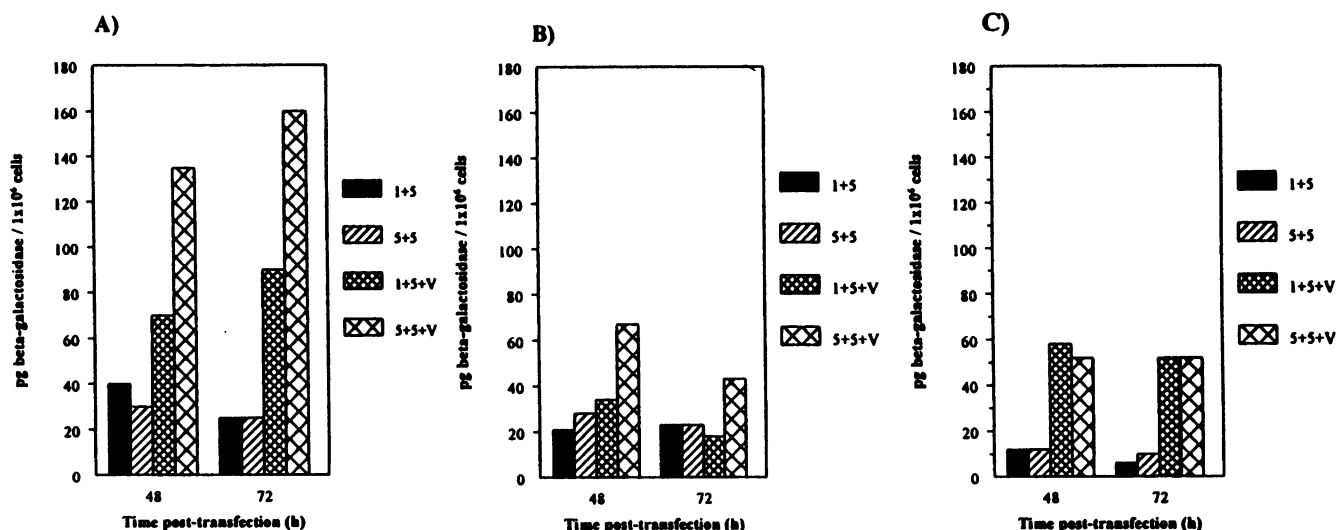 A)
pg beta-galactosidase / 1x10⁶ cells
180
160
140
120
100
80
60
40
20
0
48
72
Time post-transfection (h)
1+5
5+5
1+5+V
5+5+V
B)
pg beta-galactosidase / 1x10⁶ cells
180
160
140
120
100
80
60
40
20
0
48
72
Time post-transfection (h)
1+5
5+5
1+5+V
5+5+V
C)
pg beta-galactosidase / 1x10⁶ cells
180
160
140
120
100
80
60
40
20
0
48
72
Time post-transfection (h)
1+5
5+5
1+5+V
5+5+V